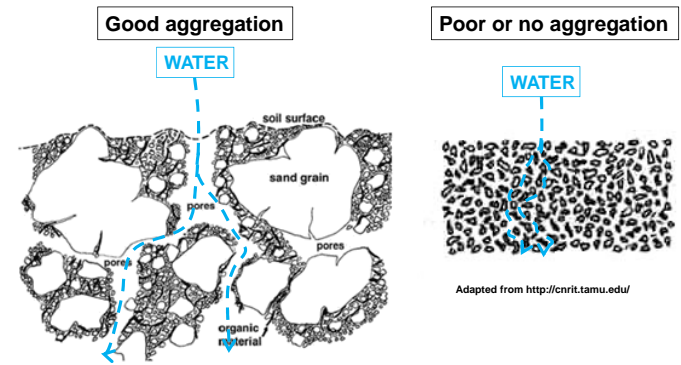 Good aggregation
Poor or no aggregation
WATER
WATER
soil surface
sand grain
pores
pores
pores
organic
material
Adapted from http://cnrit.tamu.edu/